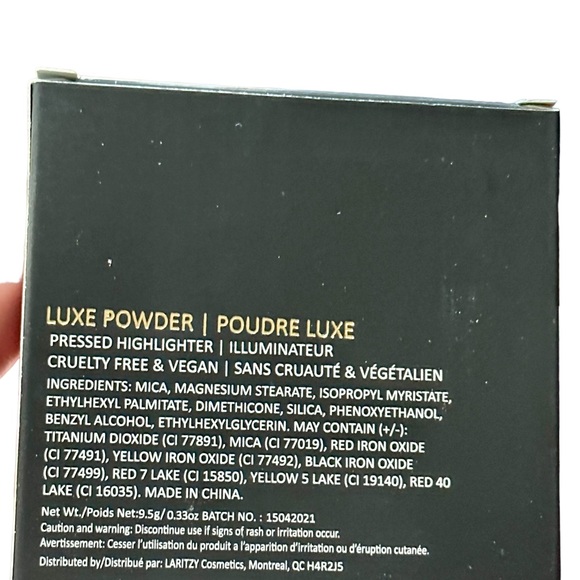 LUXE POWDER | POUDRE LUXE
PRESSED HIGHLIGHTER | ILLUMINATEUR
CRUELTY FREE & VEGAN | SANS CRUAUTÉ & VÉGÉTALIEN
INGREDIENTS: MICA, MAGNESIUM STEARATE, ISOPROPYL MYRISTATE,
ETHYLHEXYL PALMITATE, DIMETHICONE, SILICA, PHENOXYETHANOL,
BENZYL ALCOHOL, ETHYLHEXYLGLYCERIN. MAY CONTAIN (+/-):
TITANIUM DIOXIDE (CI 77891), MICA (CI 77019), RED IRON OXIDE
(CI 77491), YELLOW IRON OXIDE (CI 77492), BLACK IRON OXIDE
(CI 77499), RED 7 LAKE (CI 15850), YELLOW 5 LAKE (CI 19140), RED 40
LAKE (CI 16035). MADE IN CHINA.
Net Wt./Poids Net:9.5g/ 0.33oz BATCH NO. : 15042021
Caution and warning: Discontinue use if signs of rash or irritation occur.
Avertissement: Cesser l'utilisation du produit a l'apparition d'irritation ou d'éruption cutanée.
Distributed by/Distribué par: LARITZY Cosmetics, Montreal, QC H4R2J5